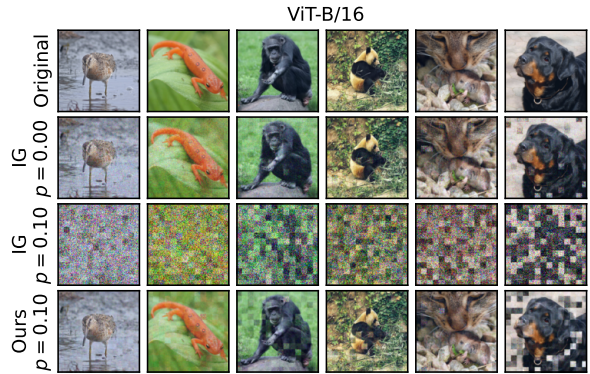 ViT-B/16
Original
IG
p = 0.00
IG
p = 0.10
Ours
p = 0.10